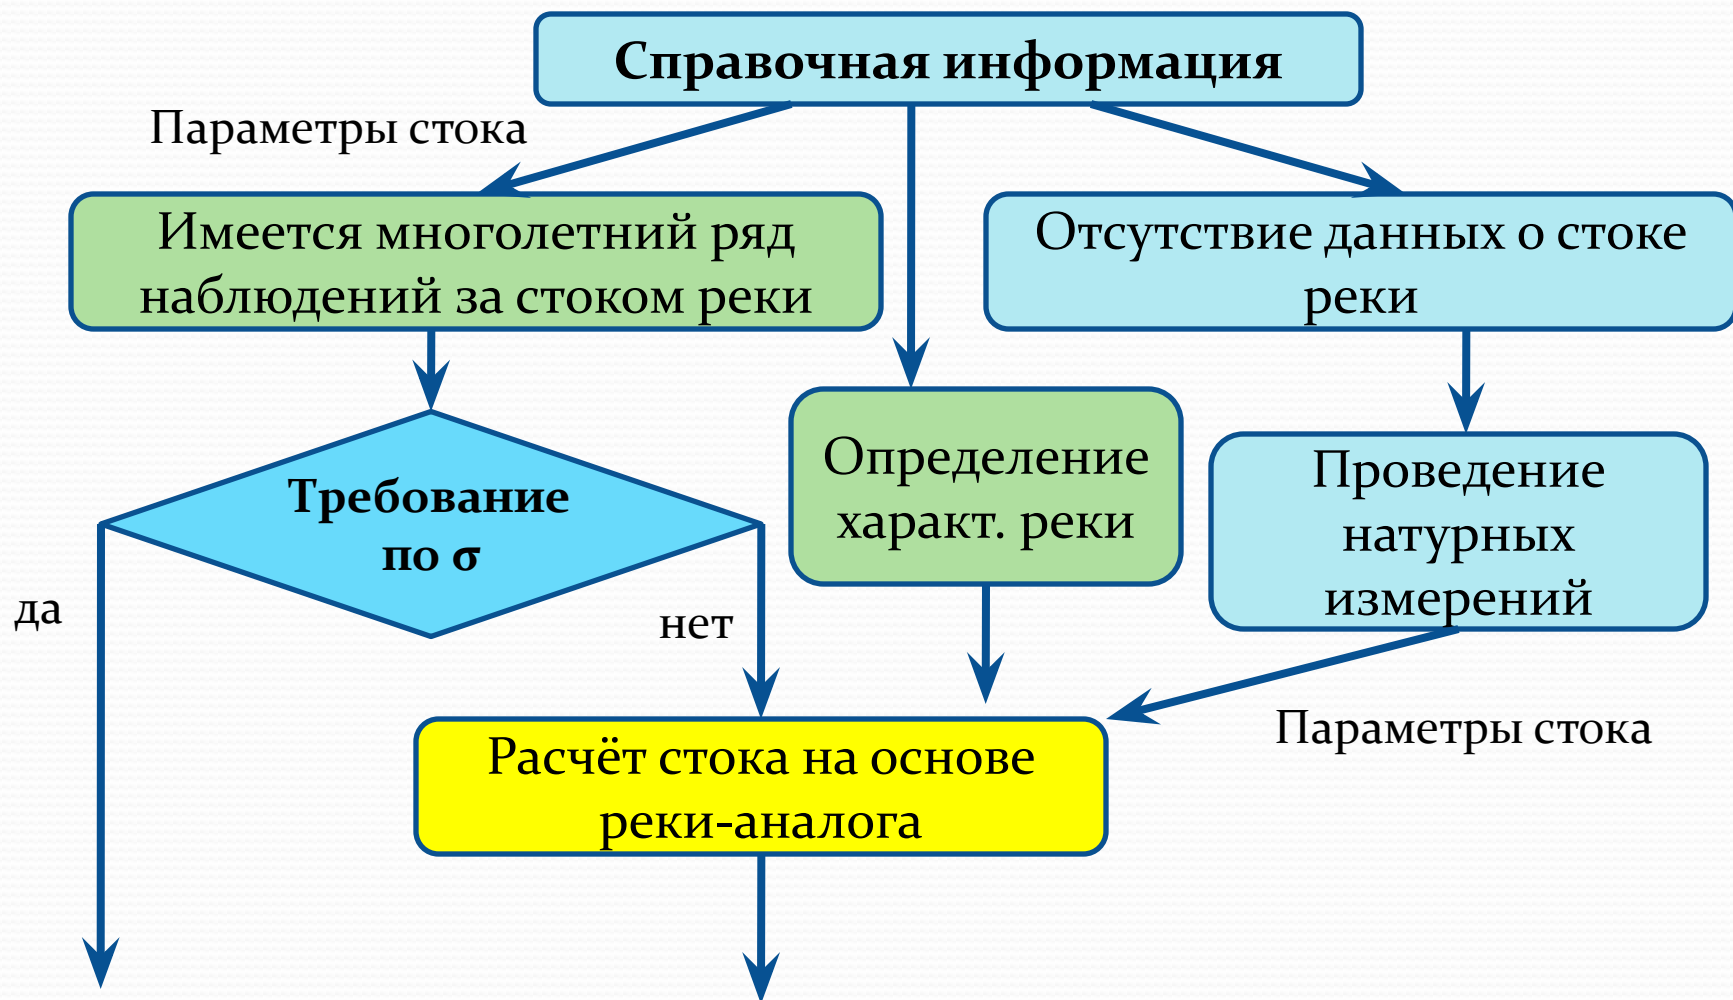 Справочная информация
Параметры стока
Имеется многолетний ряд
наблюдений за стоком реки
Отсутствие данных о стоке
реки
Требование
по σ
Определение
характ. реки
Проведение
натурных
измерений
да
нет
Параметры стока
Расчёт стока на основе
реки-аналога